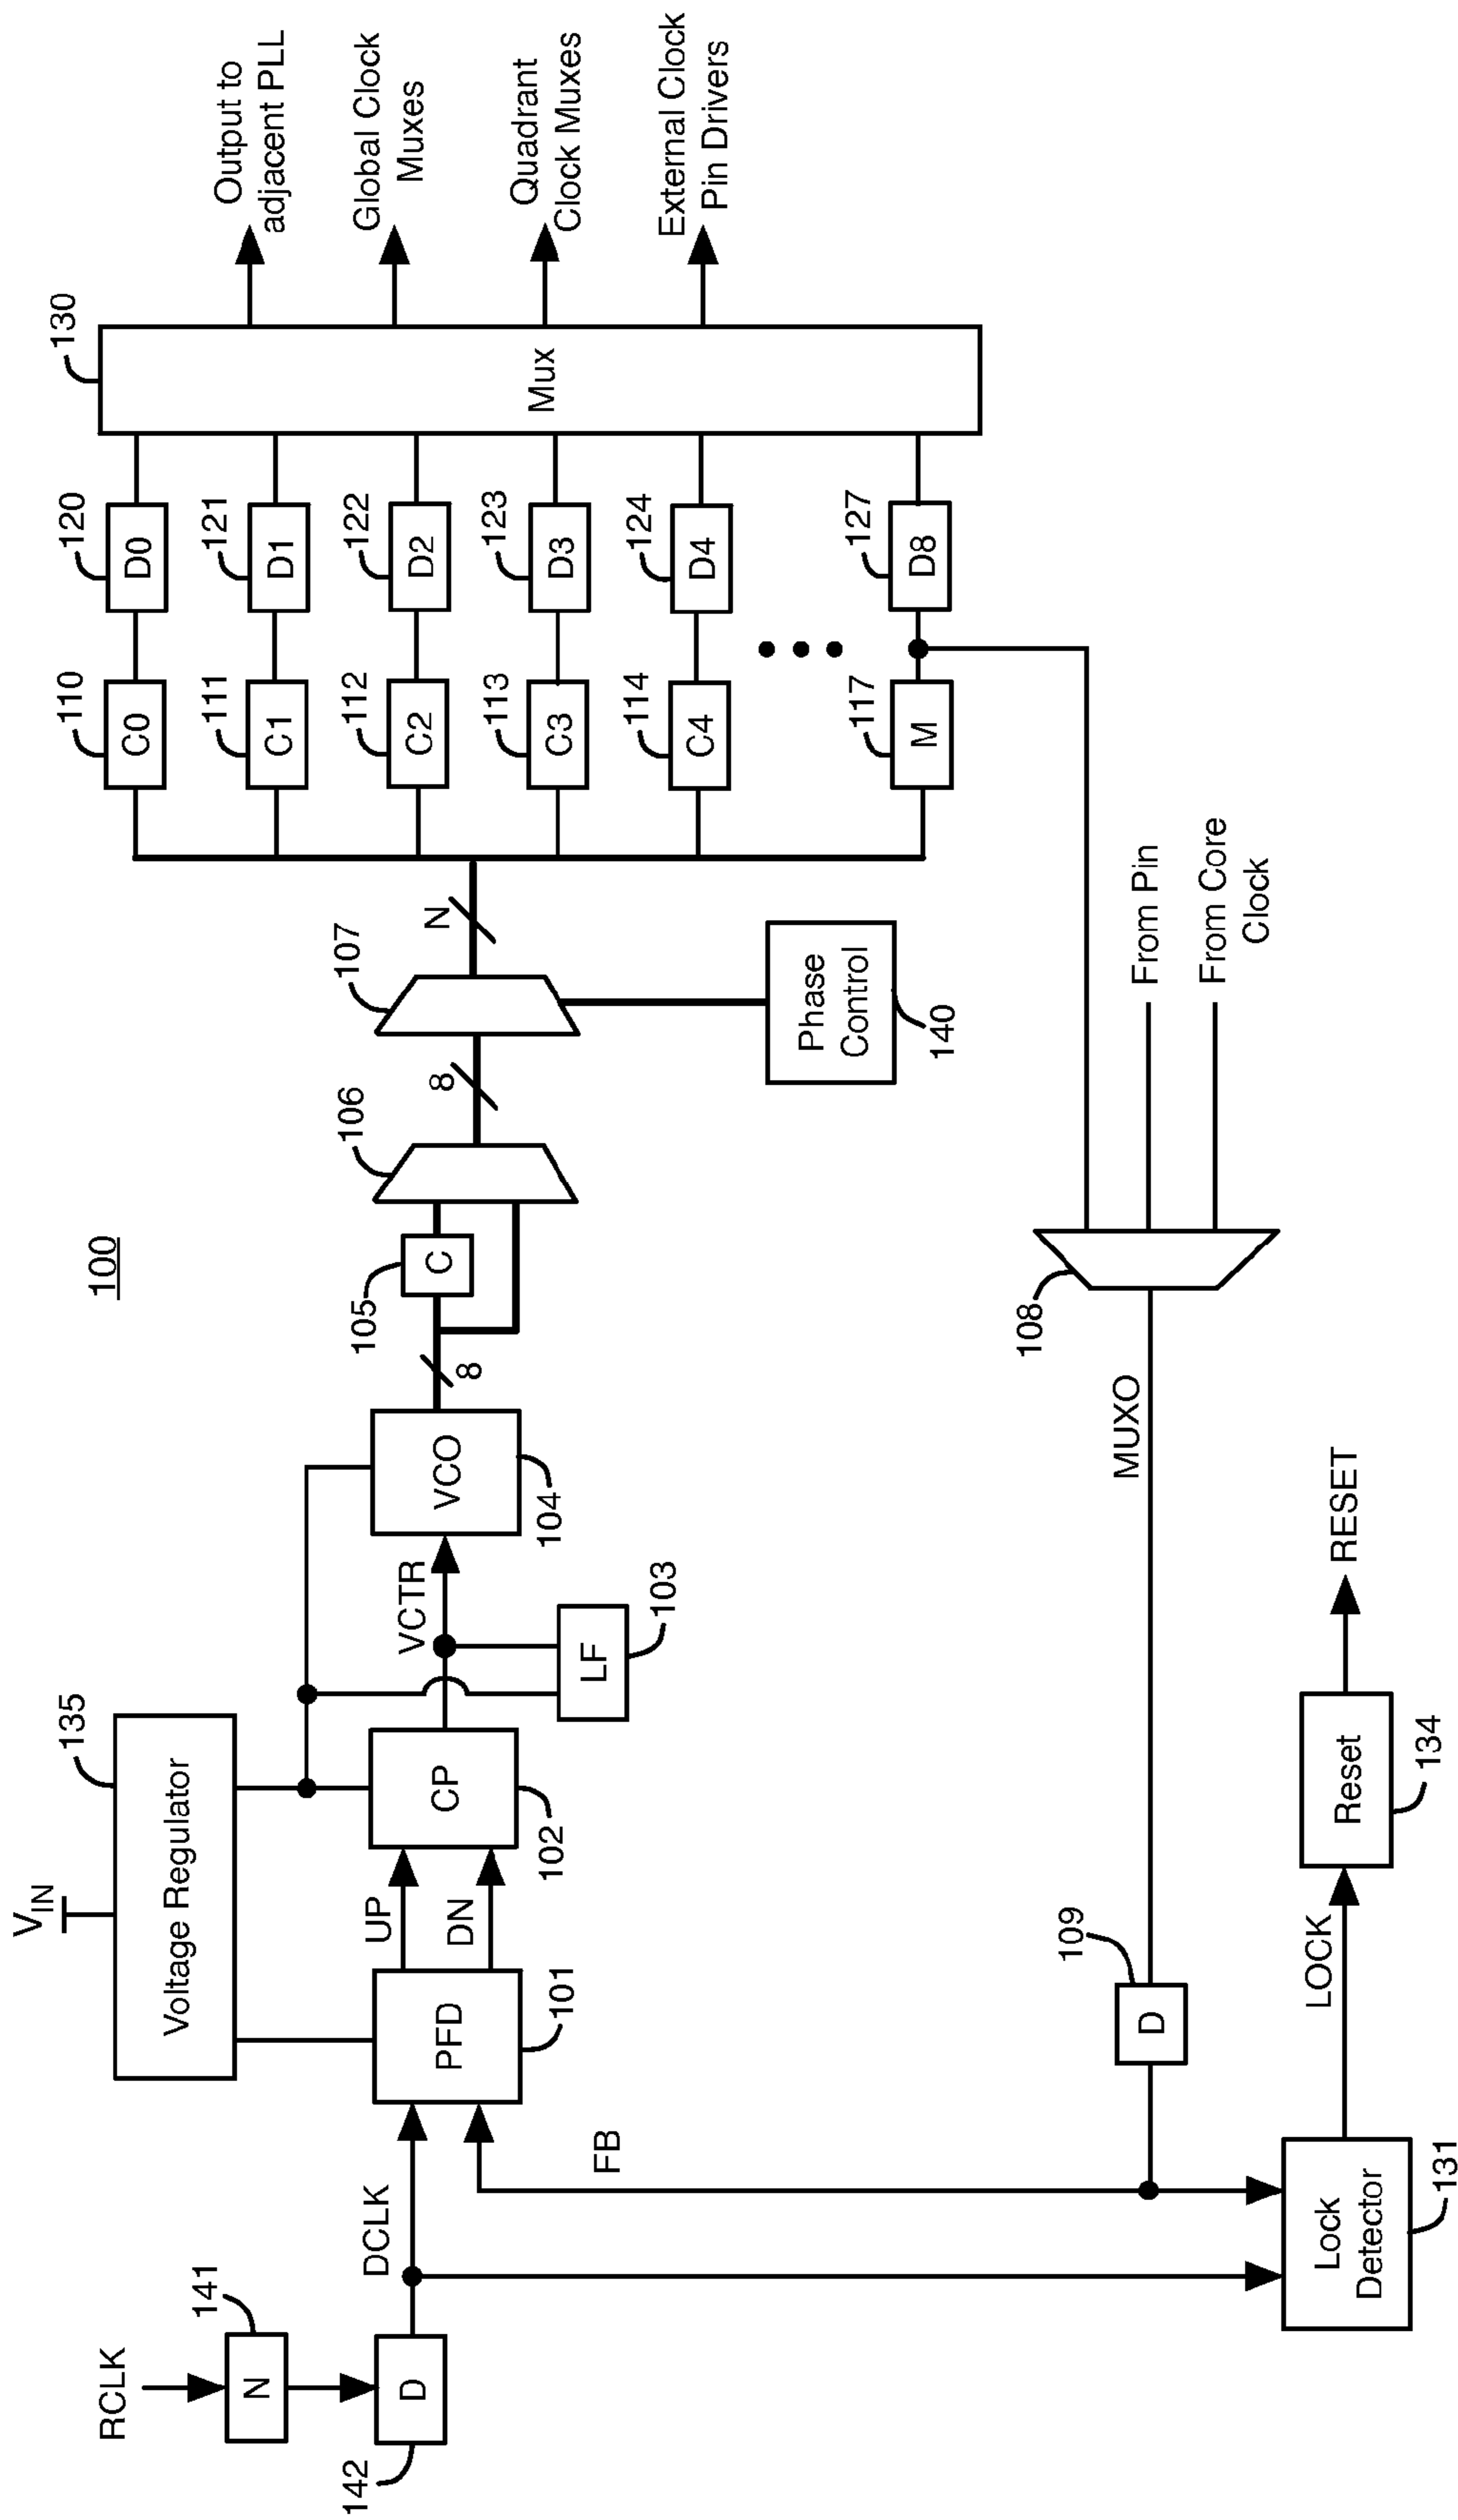 100
V_IN
135
Voltage Regulator
RCLK
141
N
142
D
DCLK
PFD
101
UP
DN
CP
102
VCTR
LF
103
VCO
104
8
105
C
106
8
107
N
Phase
Control
140
110
C0
120
D0
111
C1
121
D1
112
C2
122
D2
113
C3
123
D3
114
C4
124
D4
117
M
127
D8
130
Mux
Output to
adjacent PLL
Global Clock
Muxes
Quadrant
Clock Muxes
External Clock
Pin Drivers
FB
109
D
MUXO
108
From Pin
From Core
Clock
Lock
Detector
131
LOCK
Reset
134
RESET